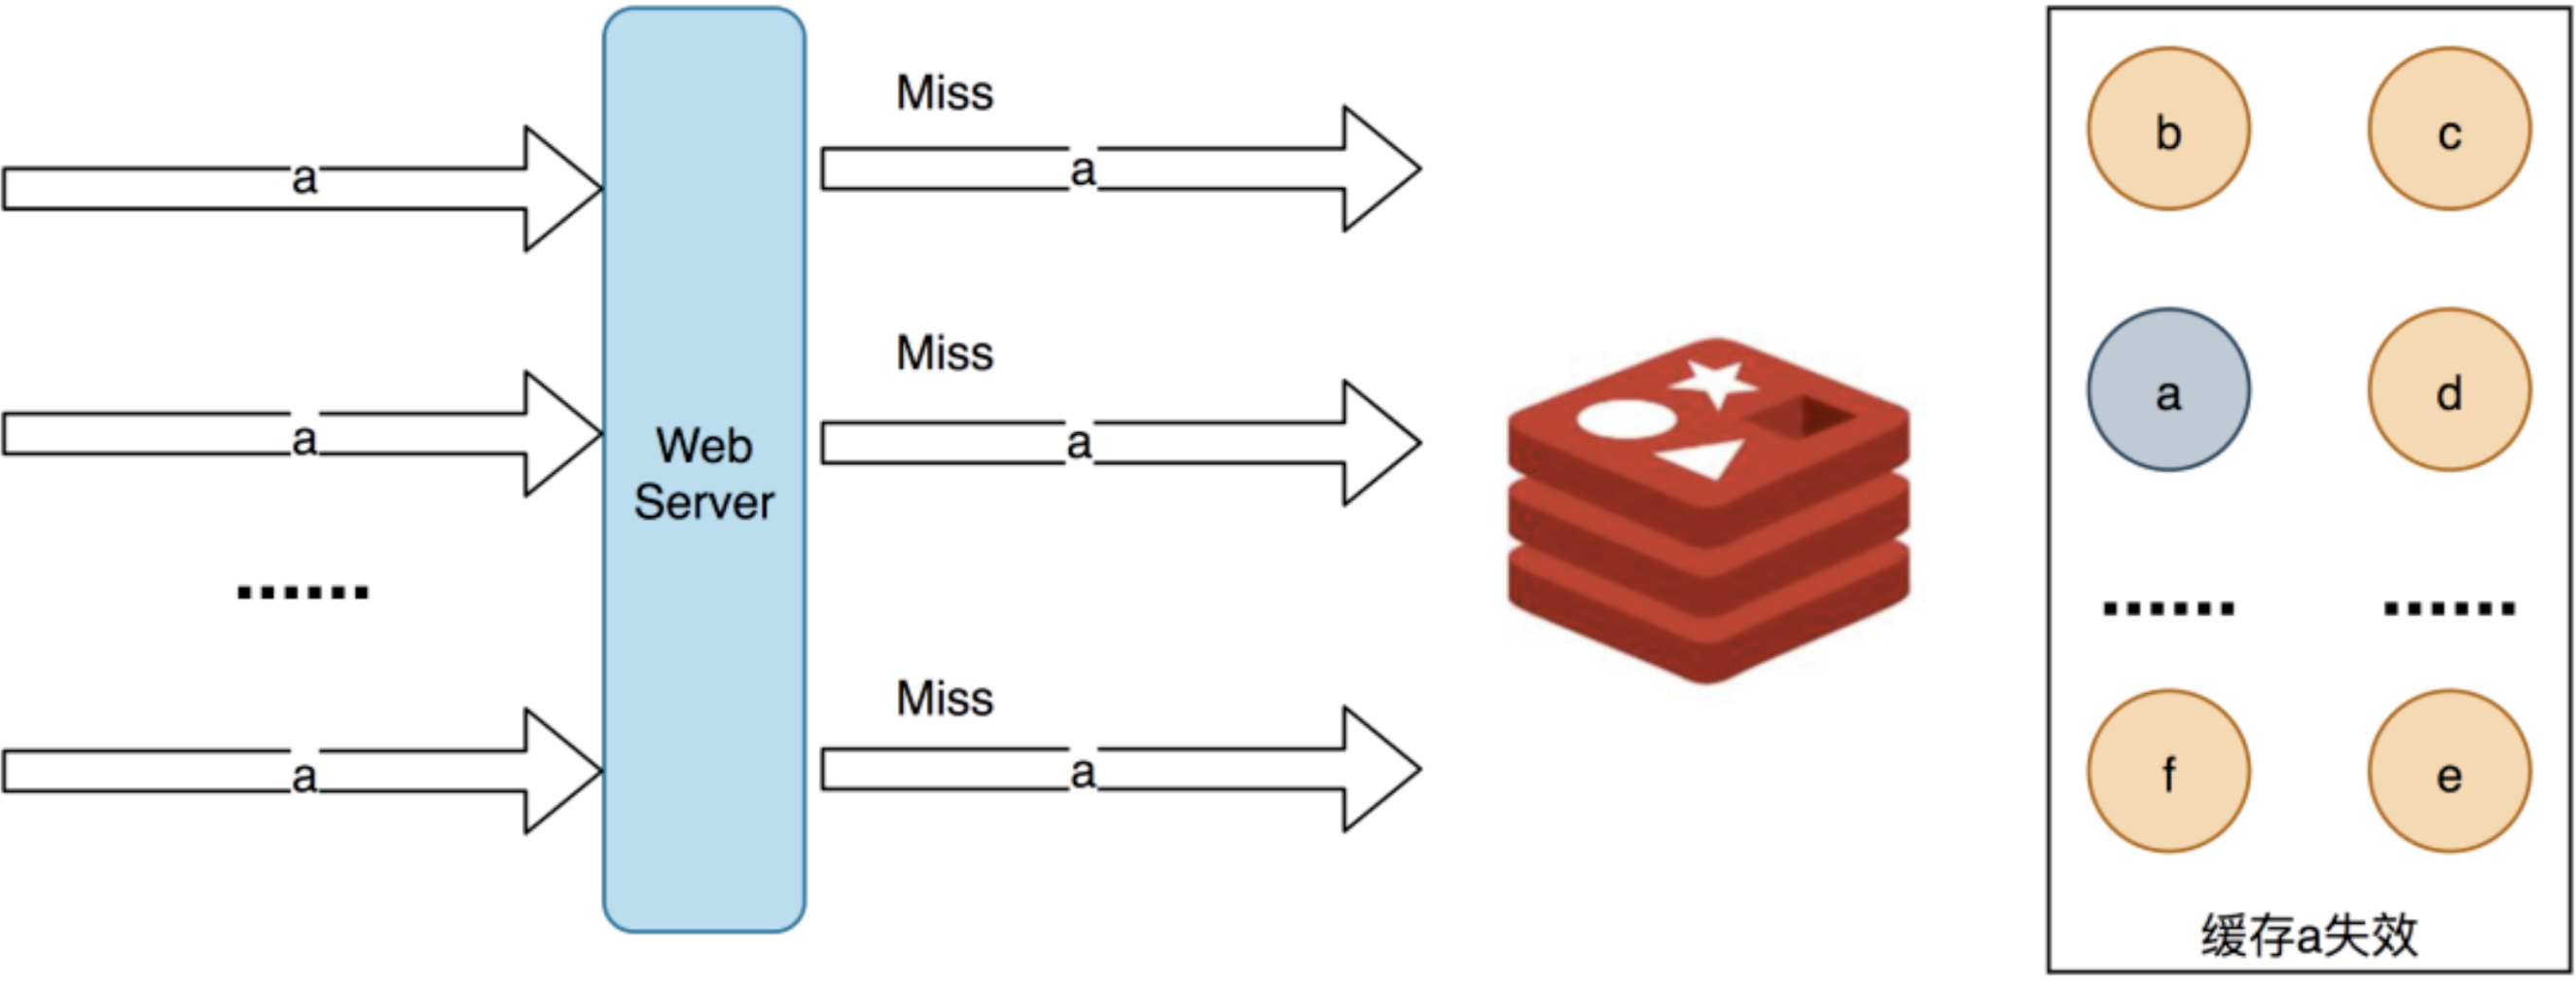 a
a
......
a
Web
Server
Miss
a
Miss
a
Miss
a
b
c
a
d
......
......
f
e
缓存a失效